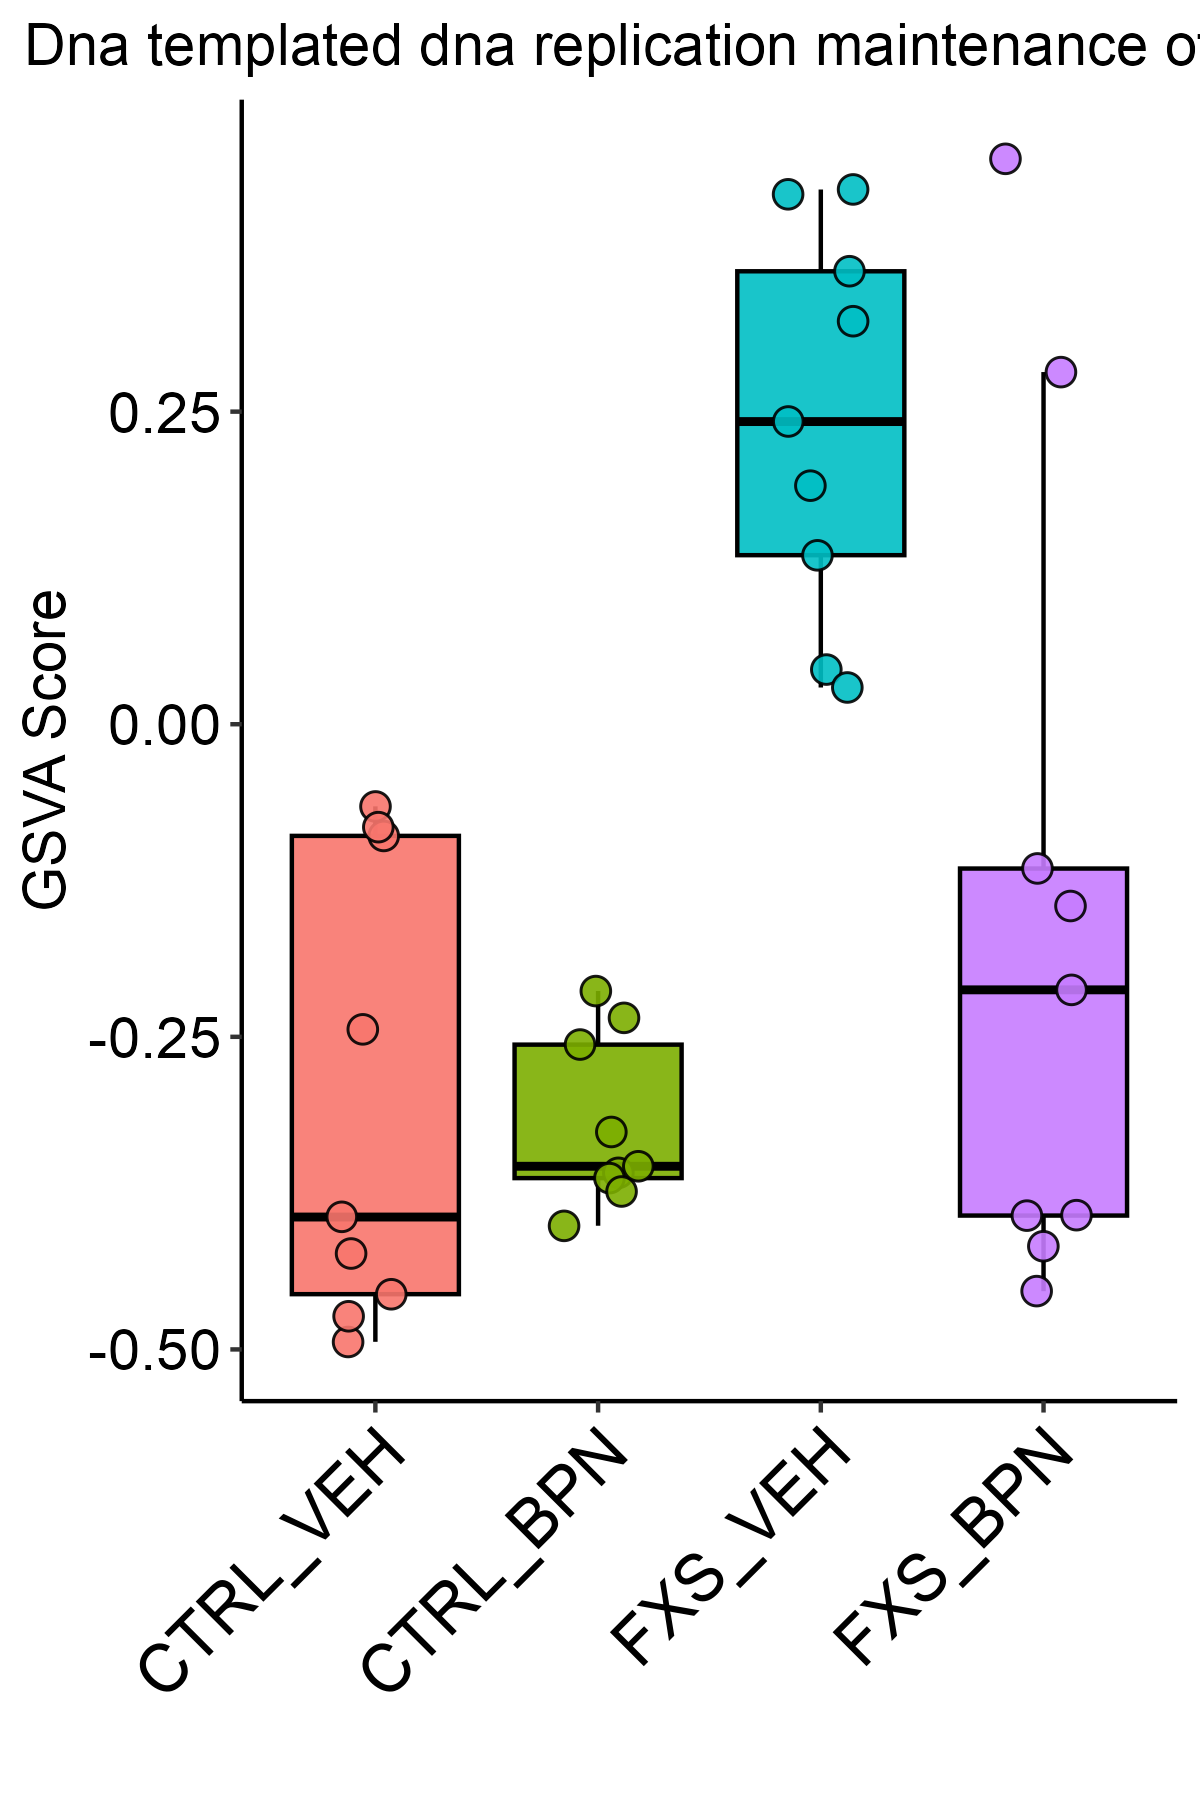 Dna templated dna replication maintenance of
GSVA Score
0.25
0.00
-0.25
-0.50
CTRL_VEH
CTRL_BPN
FXS_VEH
FXS_BPN